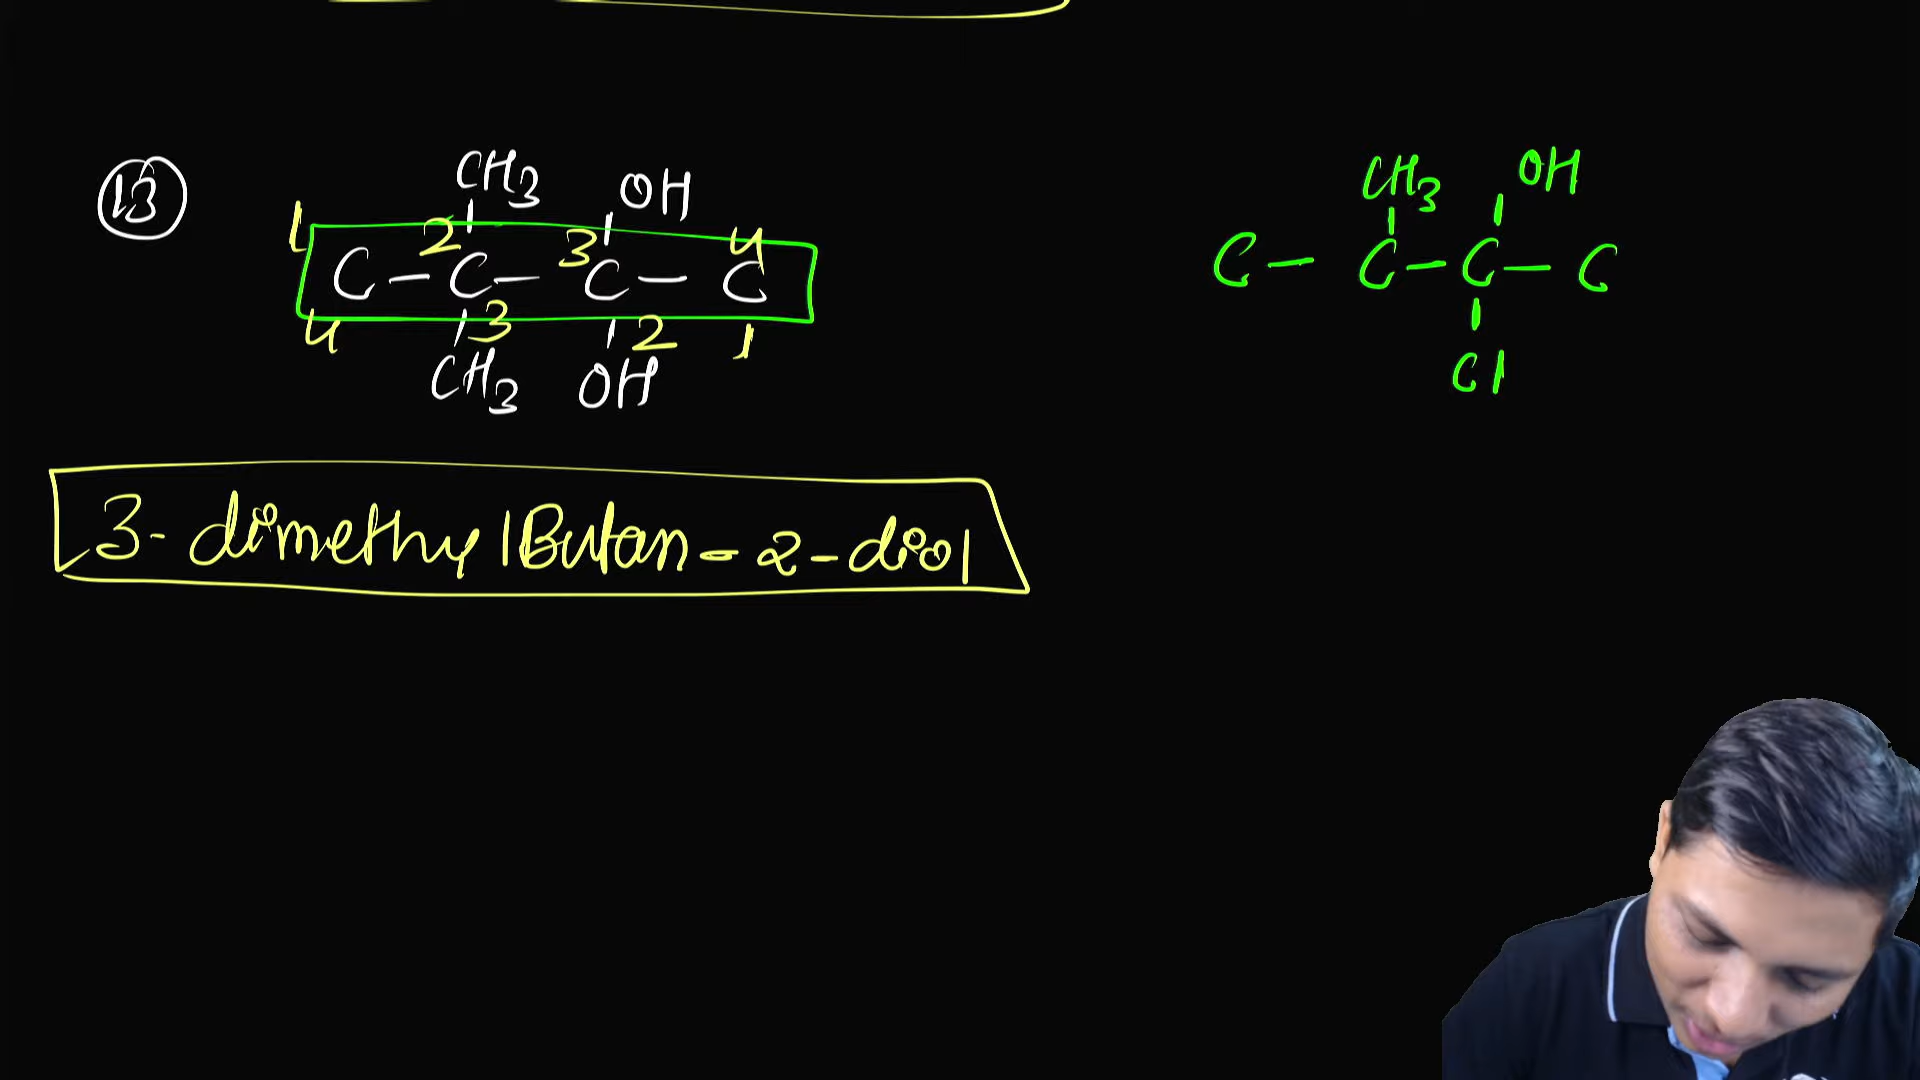 13
CH3 OH
1 2 3 4
C - C - C - C
4 3 2 1
CH3 OH
3- dimethylButan-2-diol
CH3 OH
C - C - C - C
Cl